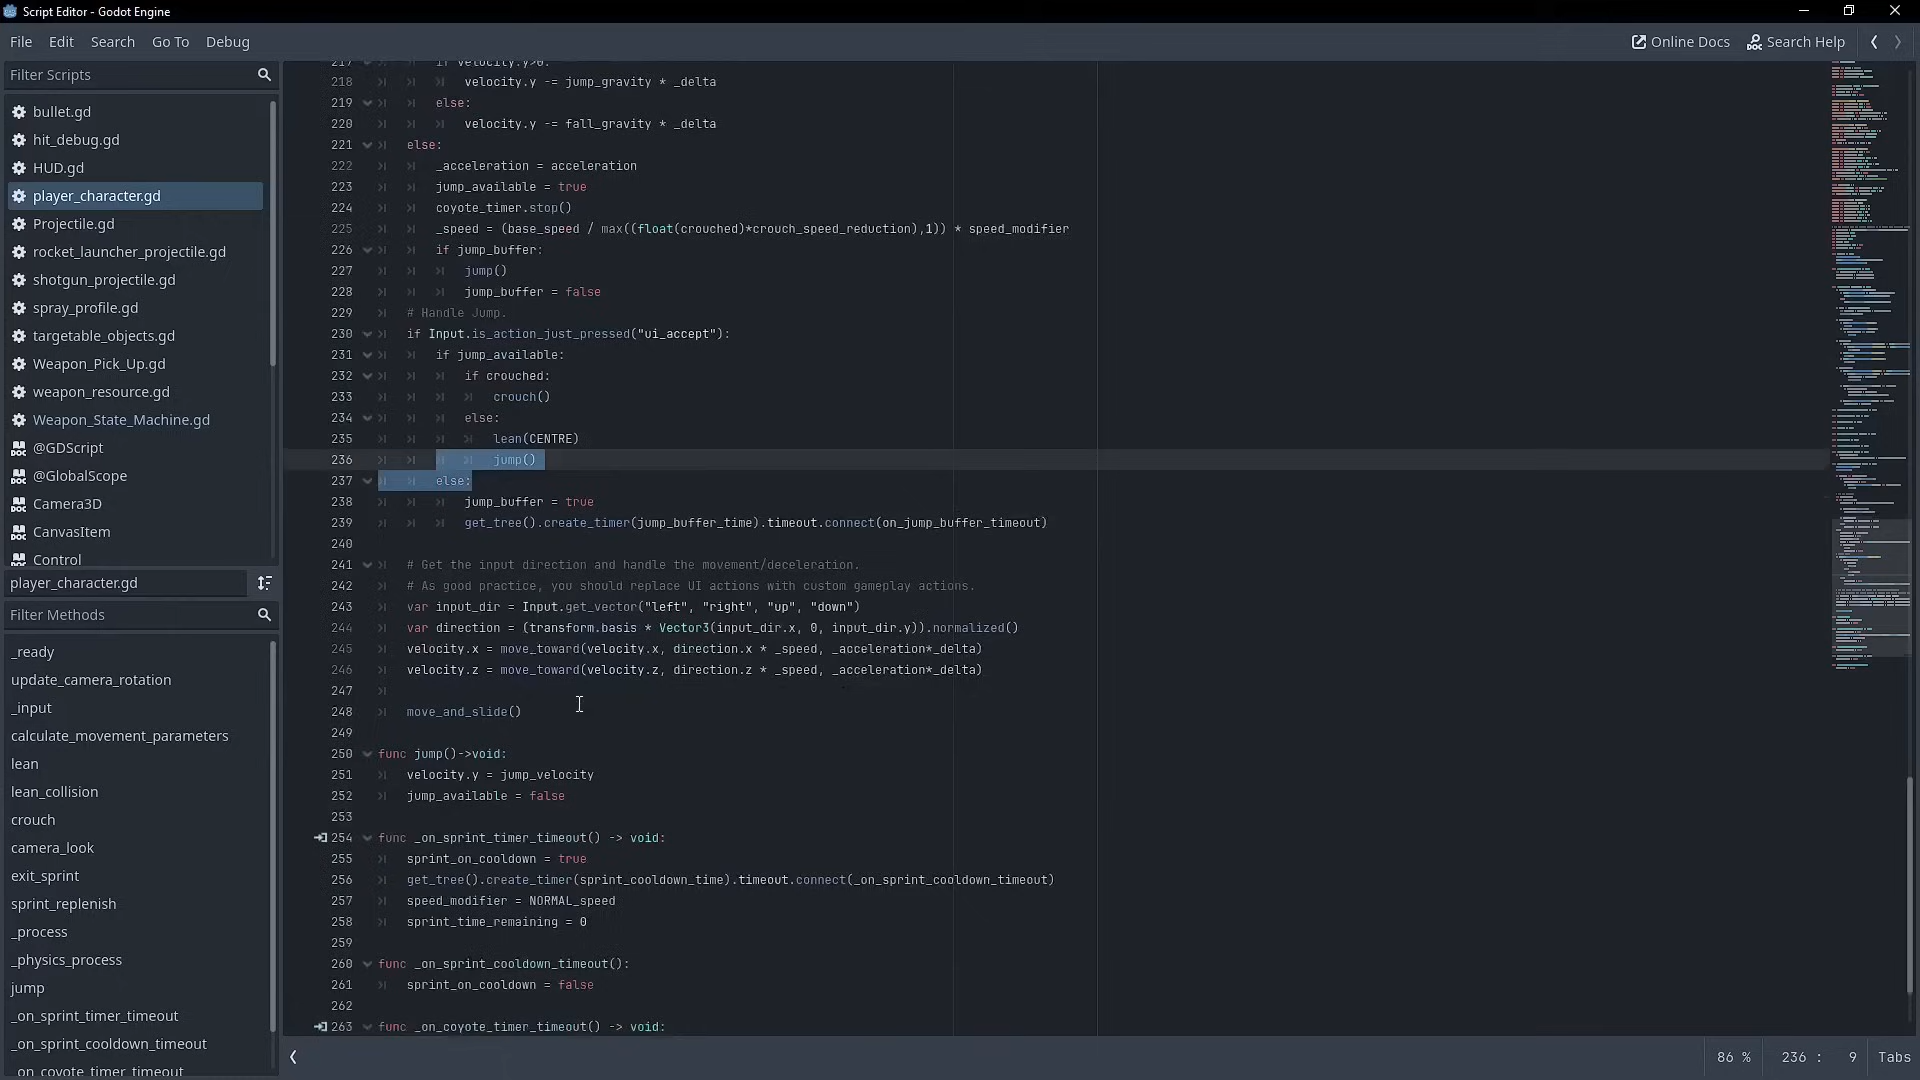 Script Editor - Godot Engine
File Edit Search Go To Debug
Online Docs Search Help
Filter Scripts
bullet.gd
hit_debug.gd
HUD.gd
player_character.gd
Projectile.gd
rocket_launcher_projectile.gd
shotgun_projectile.gd
spray_profile.gd
targetable_objects.gd
Weapon_Pick_Up.gd
weapon_resource.gd
Weapon_State_Machine.gd
@GDScript
@GlobalScope
Camera3D
CanvasItem
Control
player_character.gd
Filter Methods
_ready
update_camera_rotation
_input
calculate_movement_parameters
lean
lean_collision
crouch
camera_look
exit_sprint
sprint_replenish
_process
_physics_process
jump
_on_sprint_timer_timeout
_on_sprint_cooldown_timeout
_on_coyote_timer_timeout
217 if velocity.y>0:
218 velocity.y -= jump_gravity * _delta
219 else:
220 velocity.y -= fall_gravity * _delta
221 else:
222 _acceleration = acceleration
223 jump_available = true
224 coyote_timer.stop()
225 _speed = (base_speed / max((float(crouched)*crouch_speed_reduction),1)) * speed_modifier
226 if jump_buffer:
227 jump()
228 jump_buffer = false
229 # Handle Jump.
230 if Input.is_action_just_pressed("ui_accept"):
231 if jump_available:
232 if crouched:
233 crouch()
234 else:
235 lean(CENTRE)
236 jump()
237 else:
238 jump_buffer = true
239 get_tree().create_timer(jump_buffer_time).timeout.connect(on_jump_buffer_timeout)
240
241 # Get the input direction and handle the movement/deceleration.
242 # As good practice, you should replace UI actions with custom gameplay actions.
243 var input_dir = Input.get_vector("left", "right", "up", "down")
244 var direction = (transform.basis * Vector3(input_dir.x, 0, input_dir.y)).normalized()
245 velocity.x = move_toward(velocity.x, direction.x * _speed, _acceleration*_delta)
246 velocity.z = move_toward(velocity.z, direction.z * _speed, _acceleration*_delta)
247
248 move_and_slide()
249
250 func jump()->void:
251 velocity.y = jump_velocity
252 jump_available = false
253
254 func _on_sprint_timer_timeout() -> void:
255 sprint_on_cooldown = true
256 get_tree().create_timer(sprint_cooldown_time).timeout.connect(_on_sprint_cooldown_timeout)
257 speed_modifier = NORMAL_speed
258 sprint_time_remaining = 0
259
260 func _on_sprint_cooldown_timeout():
261 sprint_on_cooldown = false
262
263 func _on_coyote_timer_timeout() -> void:
86 % 236 : 9 Tabs